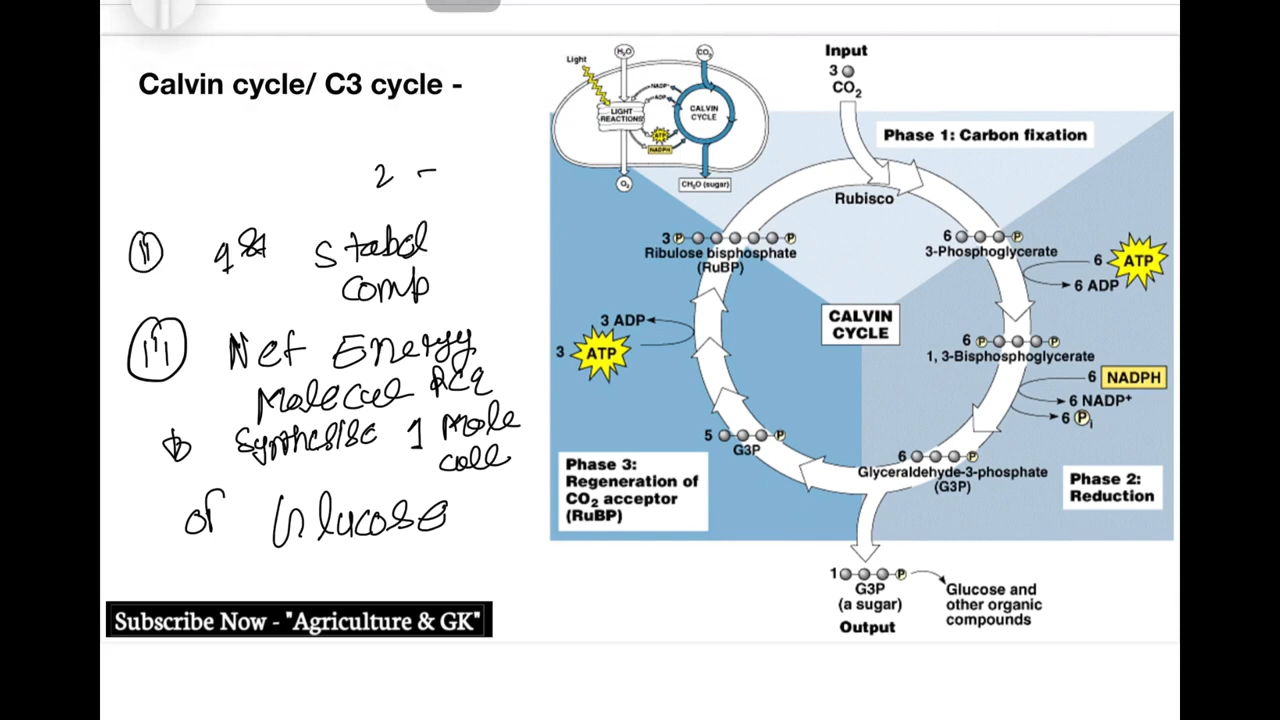 Calvin cycle/ C3 cycle -
2 -
(ii) 1st Stabel
comp
(iii) Net Energy
Molecule Req
to Synthesise 1 Mole
cule
of Glucose
Subscribe Now - "Agriculture & GK"
Light
H₂O
CO₂
NADP⁺
ADP
LIGHT
REACTIONS
CALVIN
CYCLE
ATP
NADPH
O₂
CH₂O (sugar)
Input
3
CO₂
Phase 1: Carbon fixation
Rubisco
3 P P
Ribulose bisphosphate
(RuBP)
6 P
3-Phosphoglycerate
6 ATP
6 ADP
CALVIN
CYCLE
3 ADP
3 ATP
6 P P
1, 3-Bisphosphoglycerate
6 NADPH
6 NADP⁺
6 Pi
5 P
G3P
6 P
Glyceraldehyde-3-phosphate
(G3P)
Phase 3:
Regeneration of
CO₂ acceptor
(RuBP)
Phase 2:
Reduction
1 P
G3P
(a sugar)
Output
Glucose and
other organic
compounds